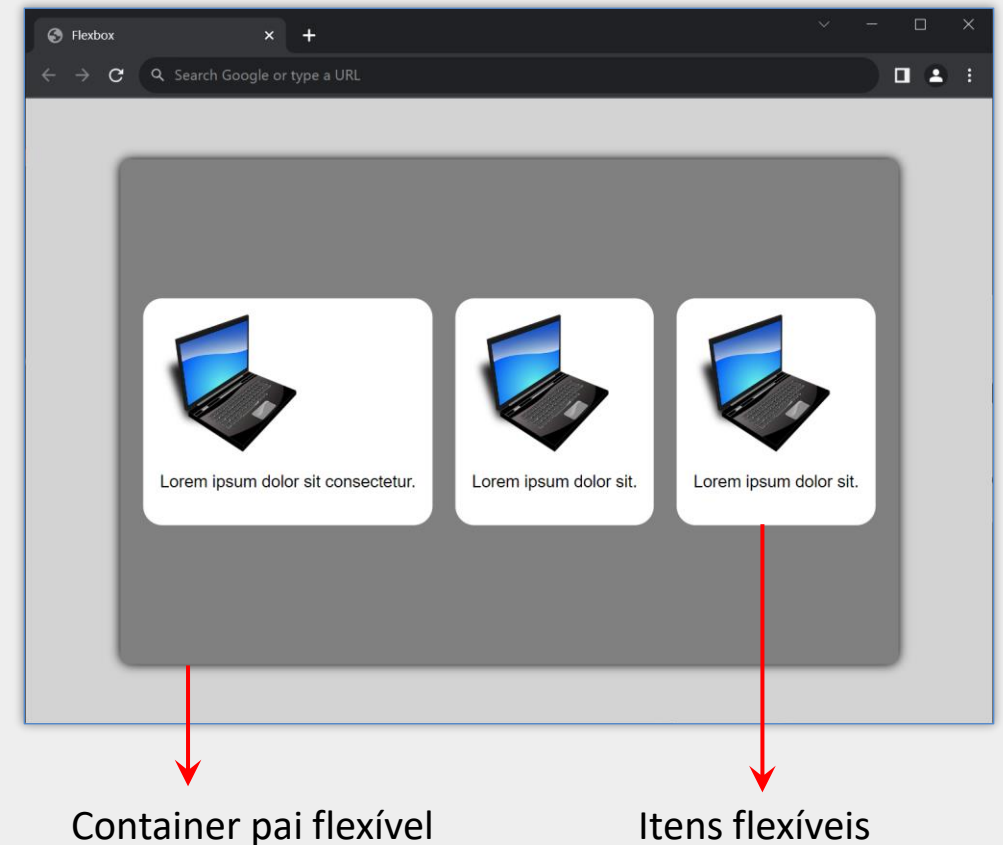 Flexbox
Search Google or type a URL
Lorem ipsum dolor sit consectetur.
Lorem ipsum dolor sit.
Lorem ipsum dolor sit.
Container pai flexível
Itens flexíveis